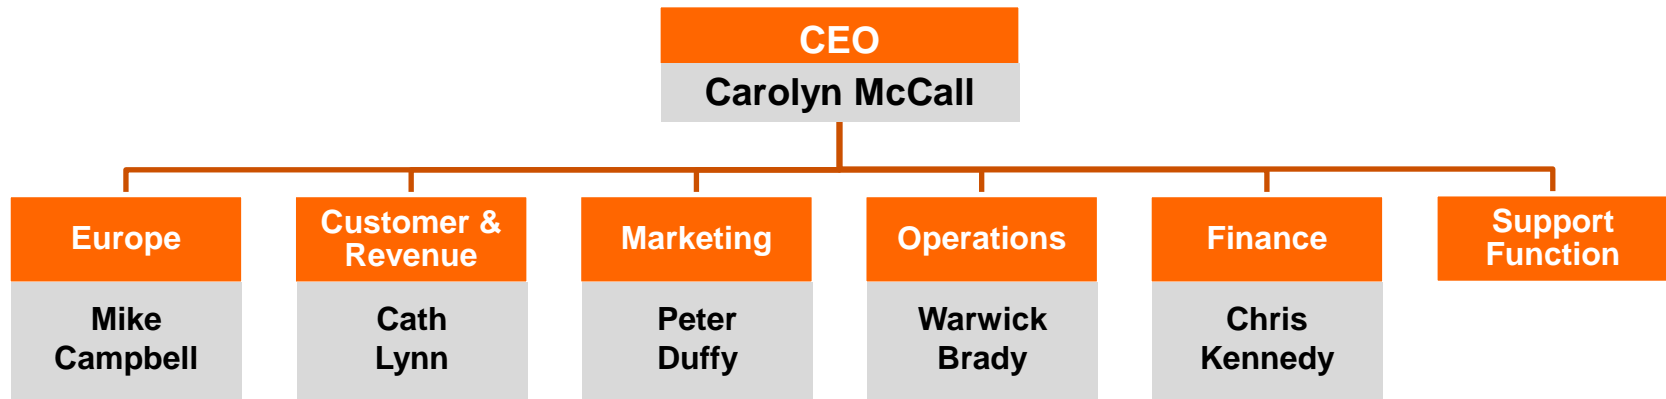 CEO
Carolyn McCall
Europe
Mike
Campbell
Customer &
Revenue
Cath
Lynn
Marketing
Peter
Duffy
Operations
Warwick
Brady
Finance
Chris
Kennedy
Support
Function